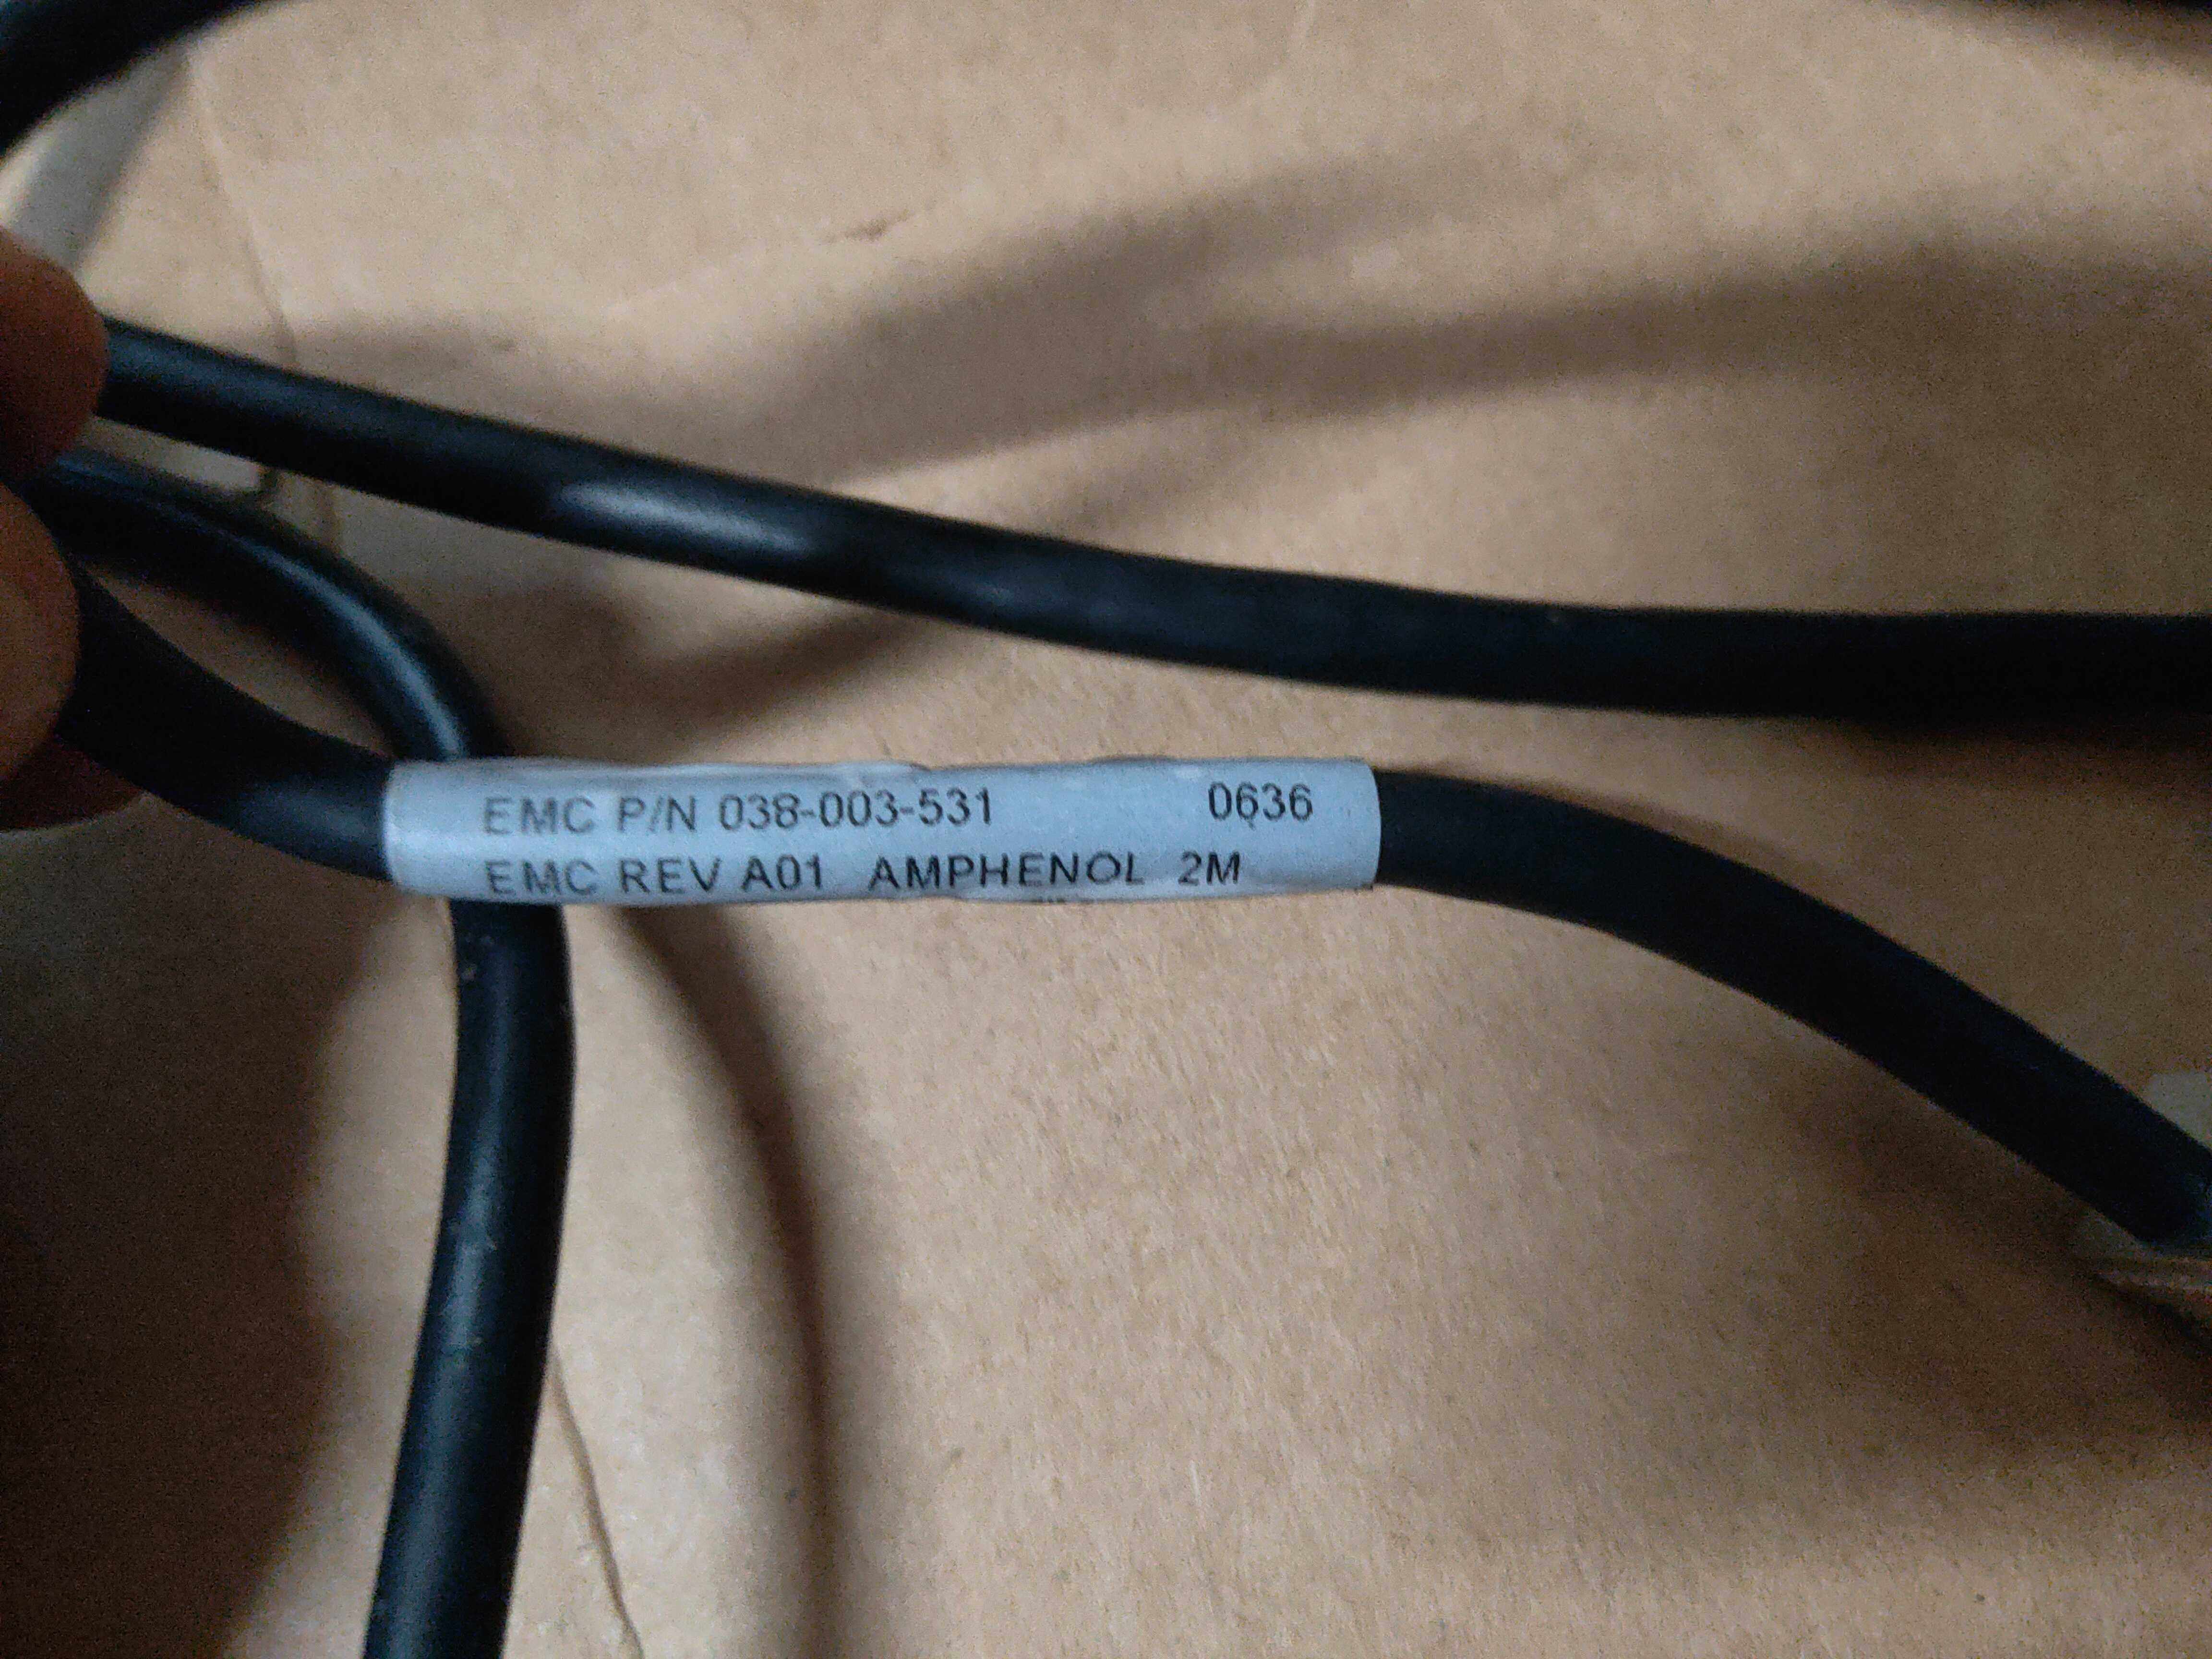 EMC P/N 038-003-531 0636
EMC REV A01 AMPHENOL 2M